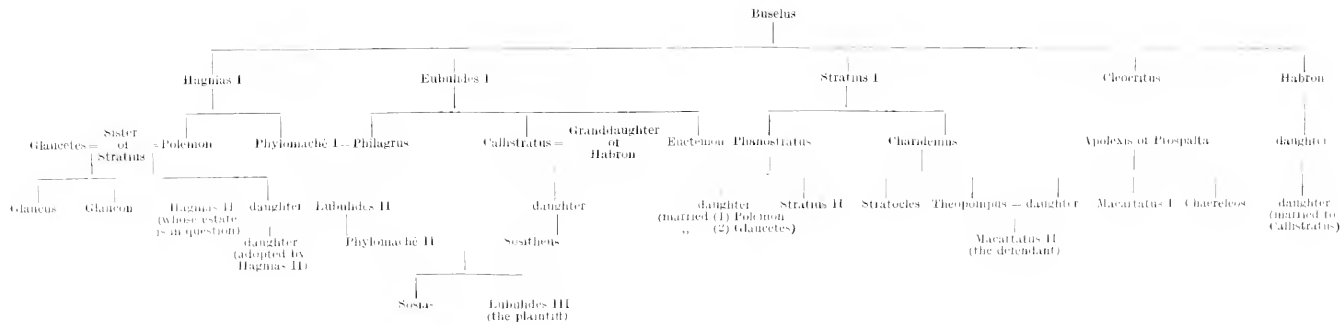 Buselus
Hagnias I Eubulides I Stratius I Cleocritus Habron
Glaucetes = Sister of Stratius = Polemon Phylomaché I = Philagrus Callistratus = Granddaughter of Habron Euctemon Phanostratus Charidemus Apolexis of Prospalta daughter
Glaucus Glaucon Hagnias II daughter Eubulides II daughter daughter Stratius II Stratocles Theopompus = daughter Macartatus I Chaereleos daughter
(whose estate (married (1) Polemon (married to
is in question) daughter Phylomaché II Sositheus ,, (2) Glaucetes) Macartatus II Callistratus)
(adopted by (the defendant)
Hagnias II)
Sosias Eubulides III
(the plaintiff)